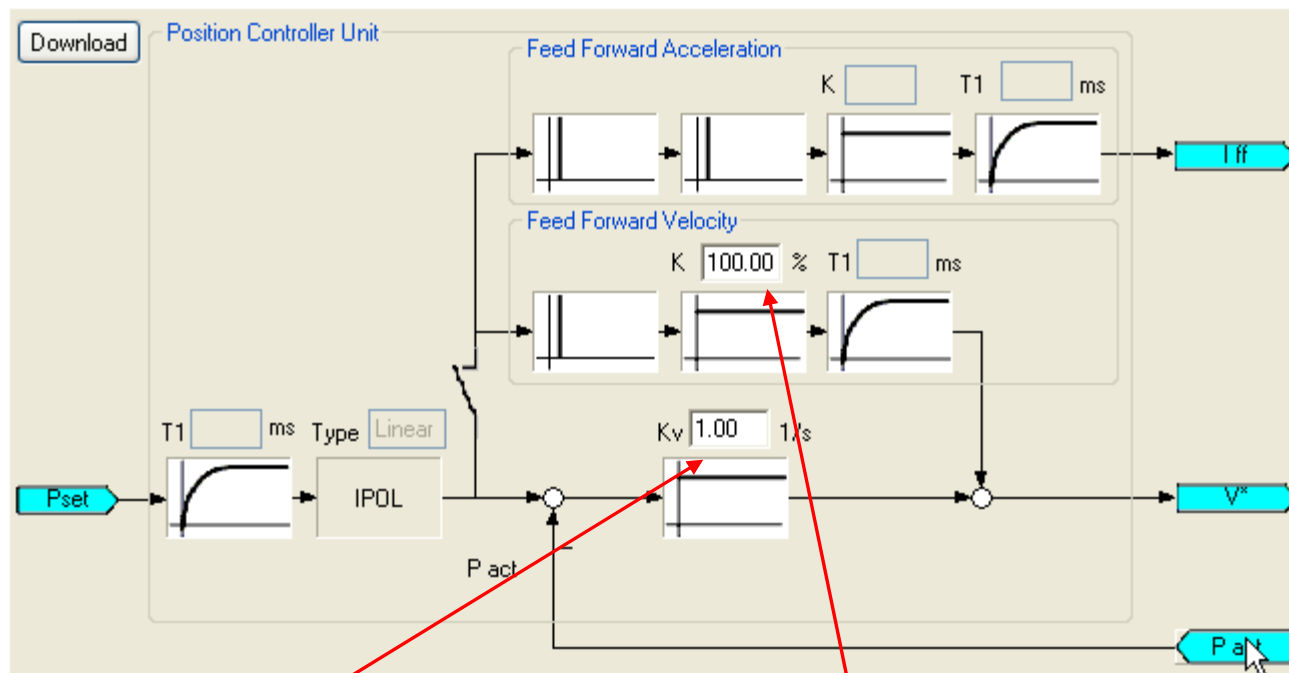 Download
Position Controller Unit
Feed Forward Acceleration
K
T1 ms
I ff
Feed Forward Velocity
K 100.00 % T1 ms
T1 ms Type Linear
Kv 1.00 1/s
Pset
IPOL
V*
P act
P act